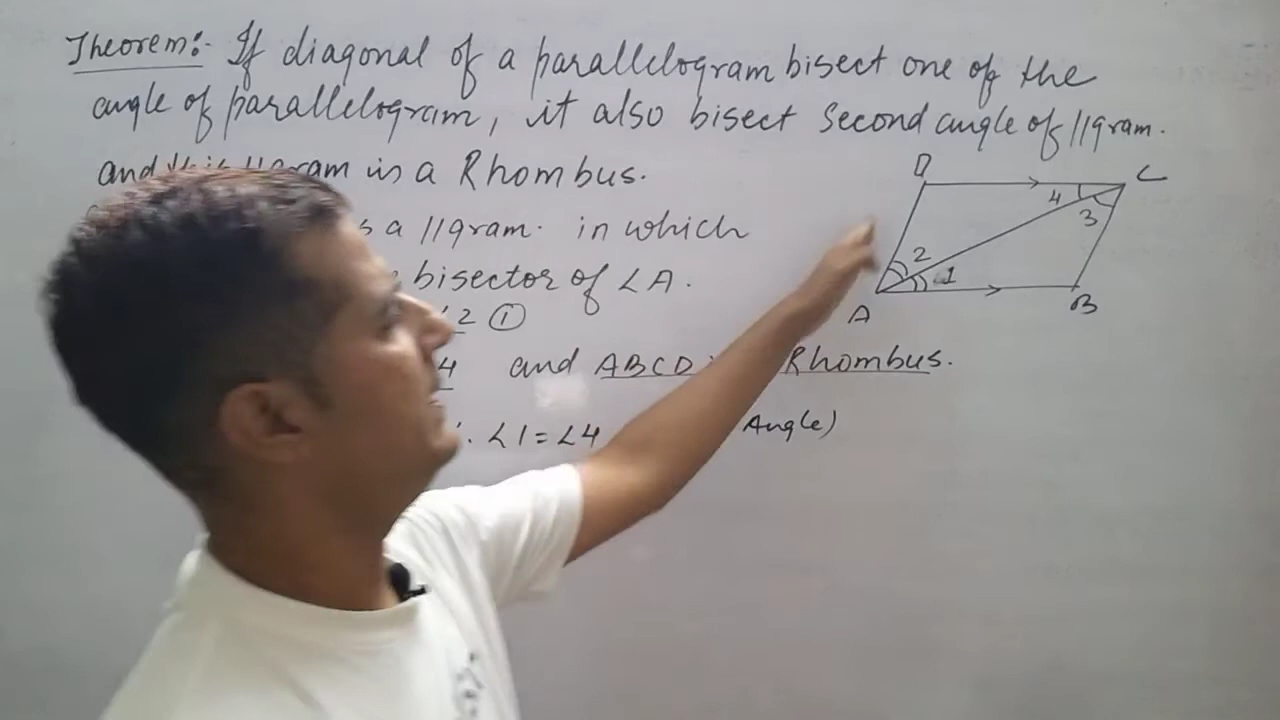 Theorem:- If diagonal of a parallelogram bisect one of the
angle of parallelogram, it also bisect Second angle of ||gram.
and ||gram is a Rhombus.
a ||gram. in which
bisector of ∠A.
2 ①
4 and ABCD Rhombus.
∴ ∠1 = ∠4 Angle)
D C
4
3
2
1
A B